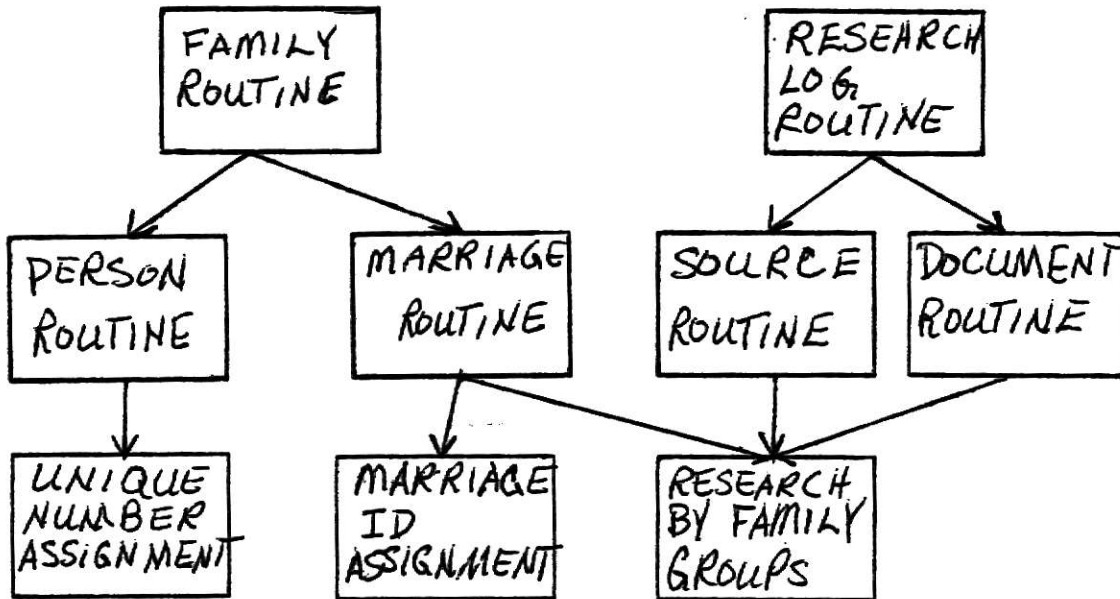 FAMILY
ROUTINE
RESEARCH
LOG
ROUTINE
PERSON
ROUTINE
MARRIAGE
ROUTINE
SOURCE
ROUTINE
DOCUMENT
ROUTINE
UNIQUE
NUMBER
ASSIGNMENT
MARRIAGE
ID
ASSIGNMENT
RESEARCH
BY FAMILY
GROUPS